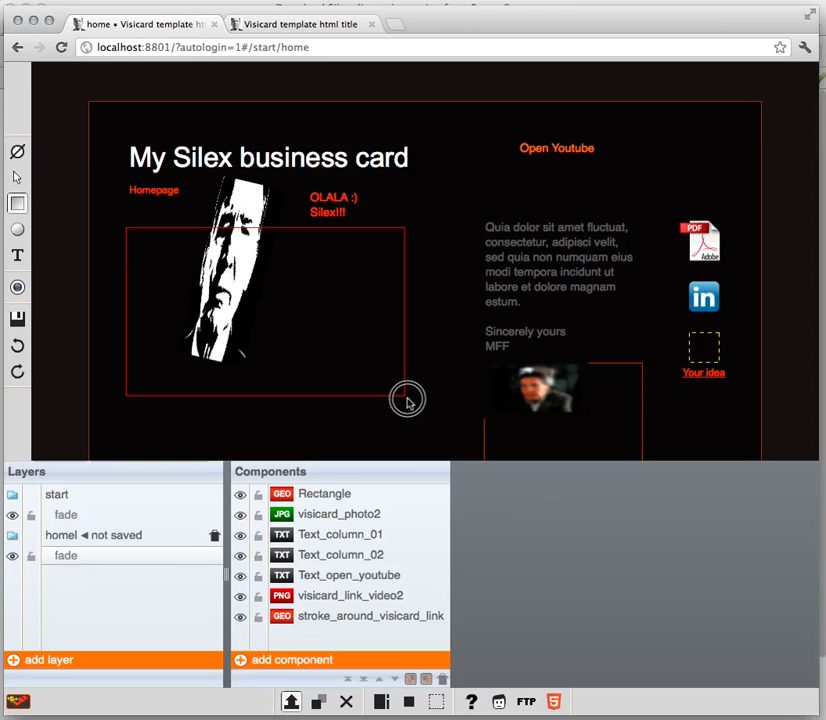 home • Visicard template ht
Visicard template html title
localhost:8801/?autologin=1#/start/home
My Silex business card
Open Youtube
Homepage
OLALA :)
Silex!!!
Quia dolor sit amet fluctuat,
consectetur, adipisci velit,
sed quia non numquam eius
modi tempora incidunt ut
labore et dolore magnam
estum.
Sincerely yours
MFF
PDF
Adobe
in
Your idea
T
Layers
start
fade
homel ◄ not saved
fade
add layer
Components
GEO Rectangle
JPG visicard_photo2
TXT Text_column_01
TXT Text_column_02
TXT Text_open_youtube
PNG visicard_link_video2
GEO stroke_around_visicard_link
add component
? FTP 5